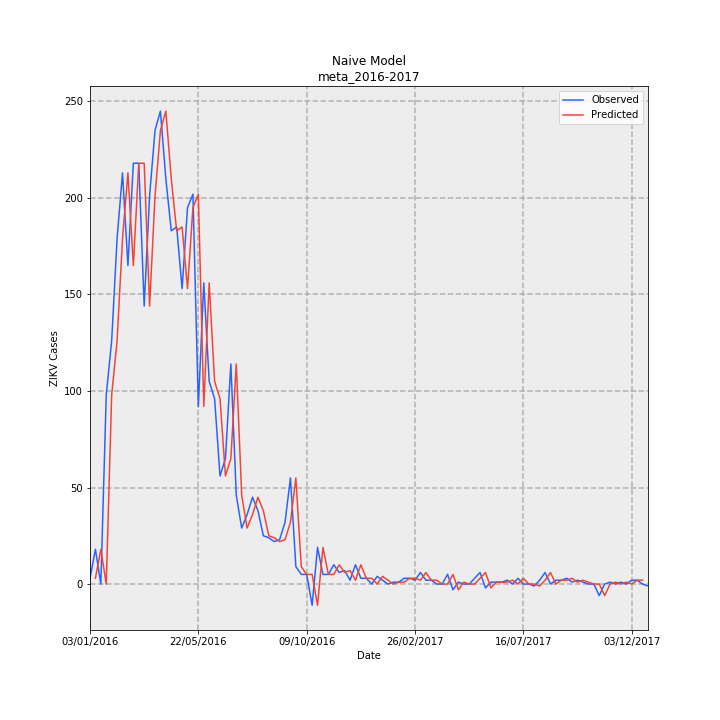 Naive Model
meta_2016-2017
Observed
Predicted
250
200
150
100
50
0
ZIKV Cases
03/01/2016
22/05/2016
09/10/2016
26/02/2017
16/07/2017
03/12/2017
Date